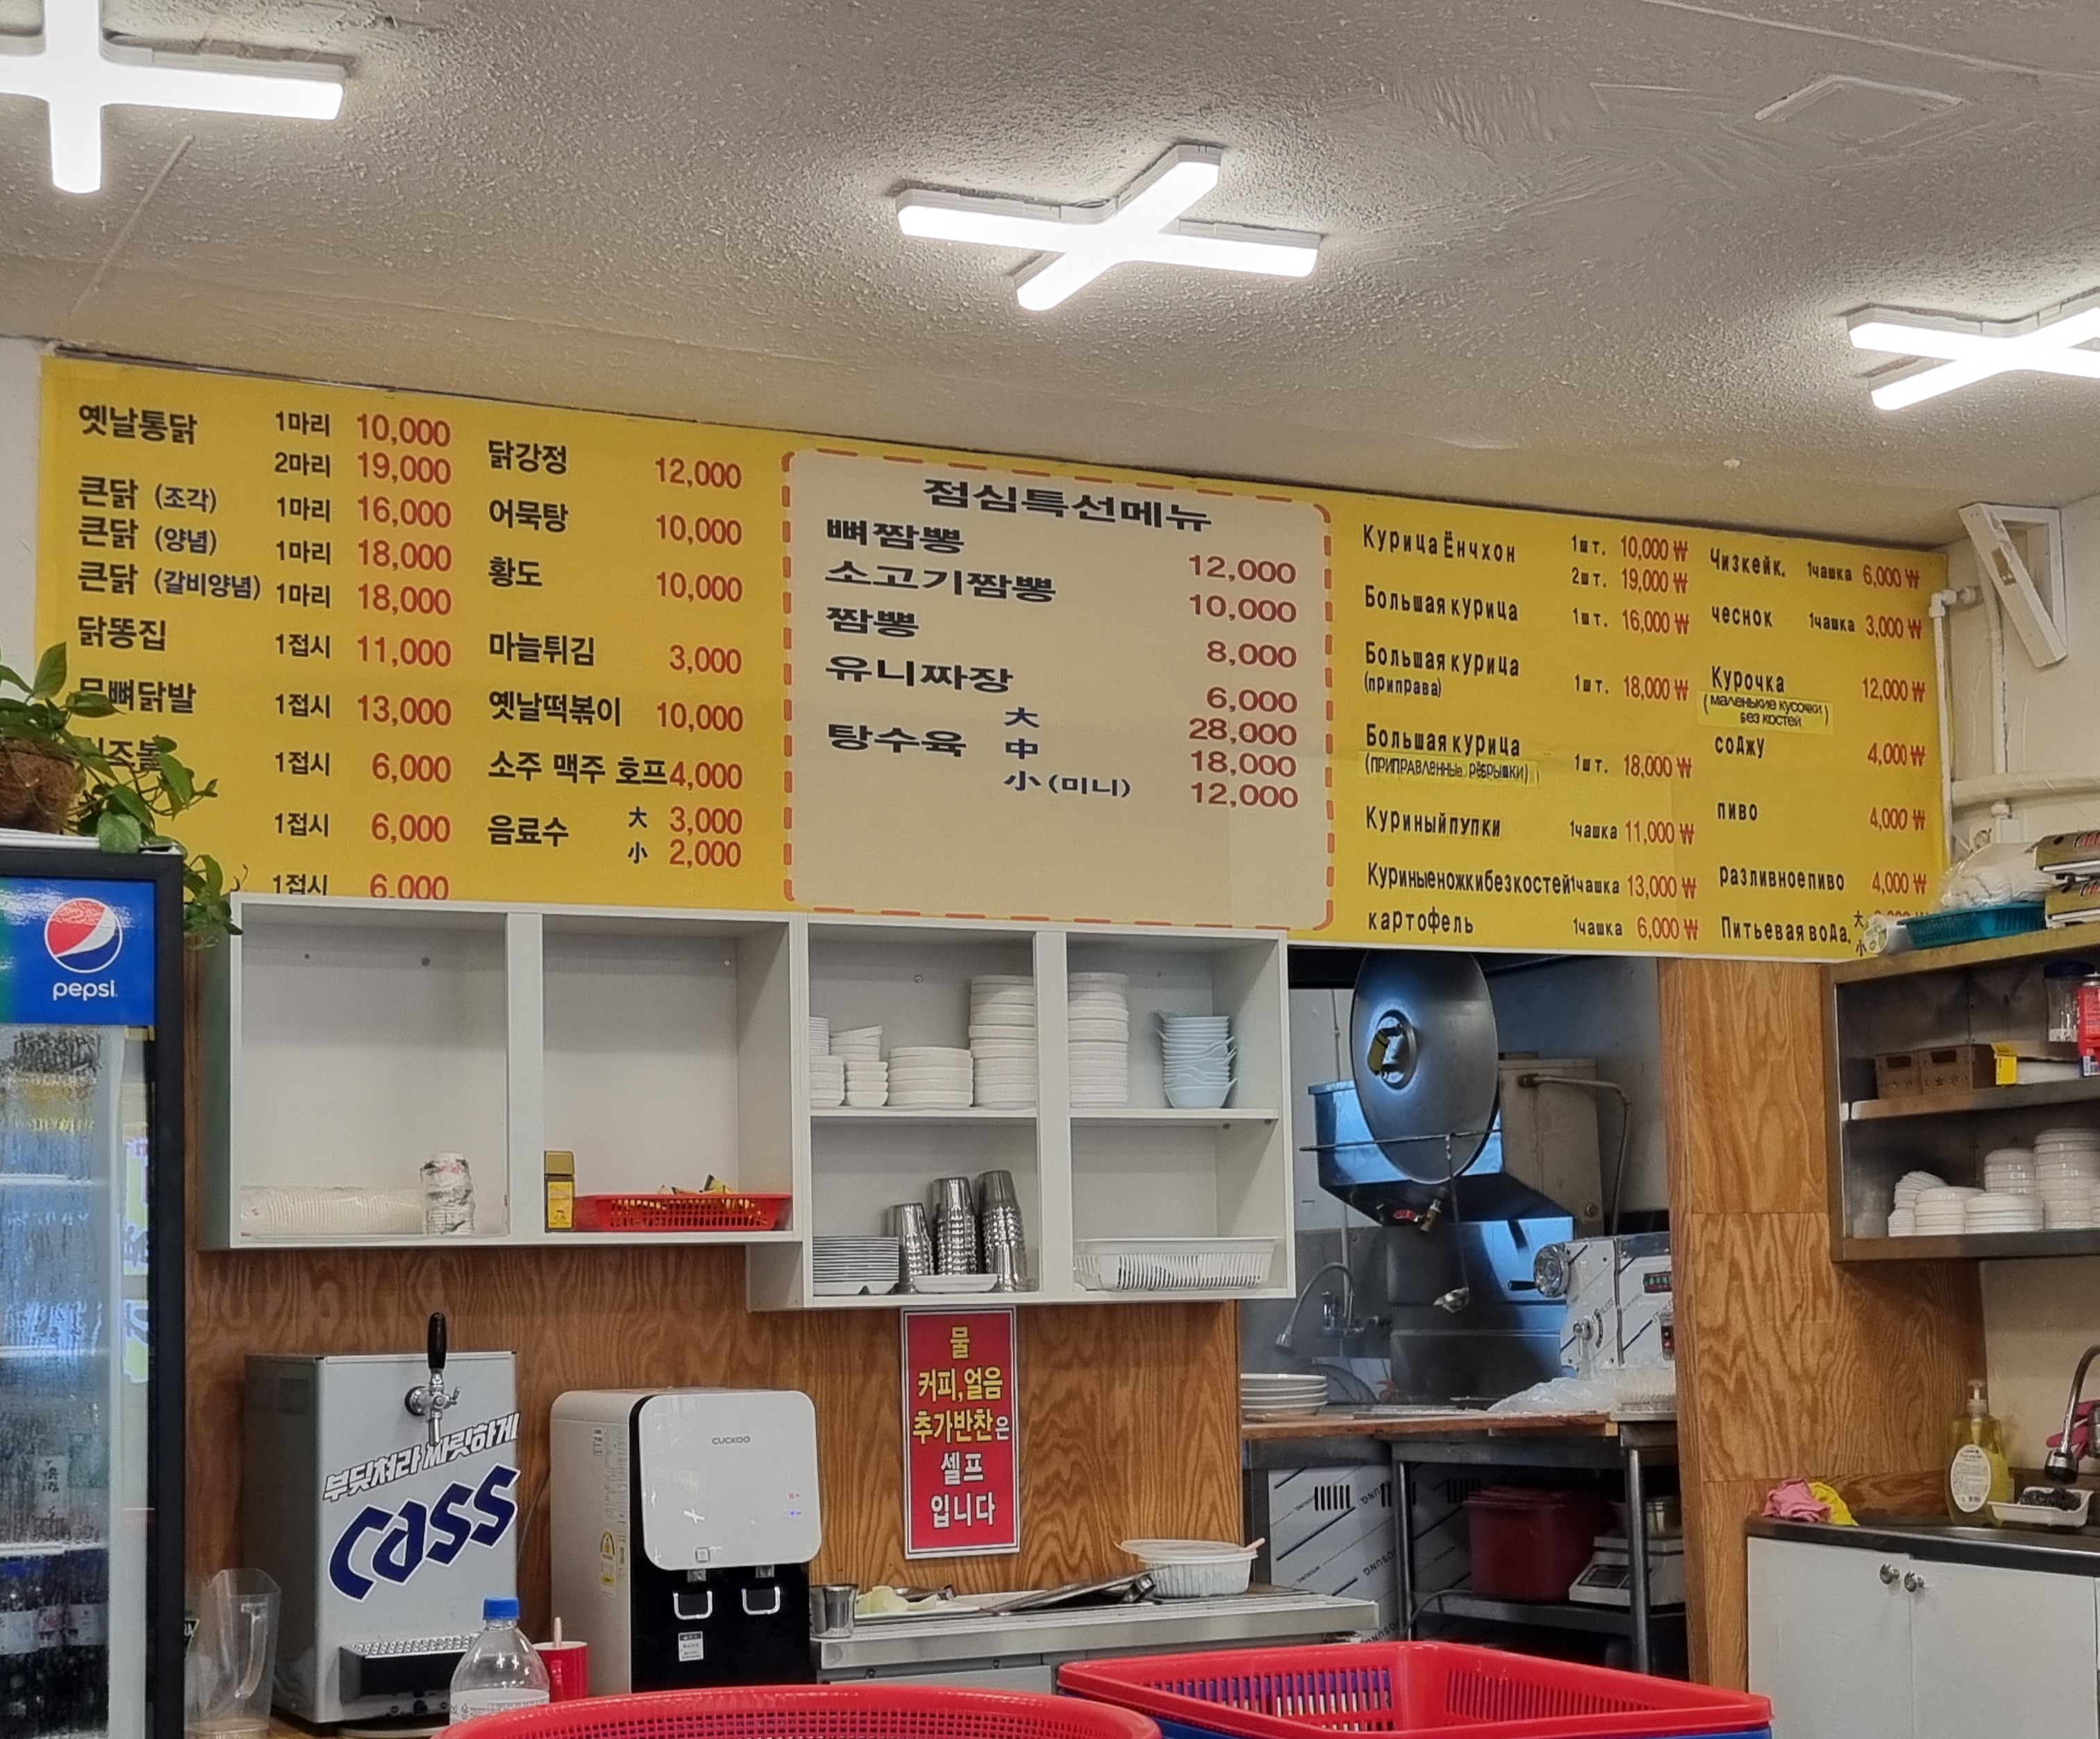 옛날통닭 1마리 10,000
2마리 19,000
큰닭 (조각) 1마리 16,000
큰닭 (양념) 1마리 18,000
큰닭 (갈비양념) 1마리 18,000
닭똥집 1접시 11,000
무뼈닭발 1접시 13,000
치즈볼 1접시 6,000
1접시 6,000
1접시 6,000
닭강정 12,000
어묵탕 10,000
황도 10,000
마늘튀김 3,000
옛날떡볶이 10,000
소주 맥주 호프 4,000
음료수 大 3,000
小 2,000
점심특선메뉴
뼈짬뽕 12,000
소고기짬뽕 10,000
짬뽕 8,000
유니짜장 6,000
탕수육 大 28,000
中 18,000
小 (미니) 12,000
Курица Ёнчхон 1шт. 10,000 ₩
2шт. 19,000 ₩
Большая курица 1шт. 16,000 ₩
Большая курица 1шт. 18,000 ₩
(приправа)
Большая курица 1шт. 18,000 ₩
(приправленные рёбрышки)
Куриный пупки 1чашка 11,000 ₩
Куриные ножки без костей 1чашка 13,000 ₩
картофель 1чашка 6,000 ₩
Чизкейк. 1чашка 6,000 ₩
чеснок 1чашка 3,000 ₩
Курочка 12,000 ₩
(маленькие кусочки)
без костей
соджу 4,000 ₩
пиво 4,000 ₩
разливное пиво 4,000 ₩
Питьевая вода. 大
小
pepsi
물
커피,얼음
추가반찬은
셀프
입니다
부딪쳐라 짜릿하게
cass
CUCKOO